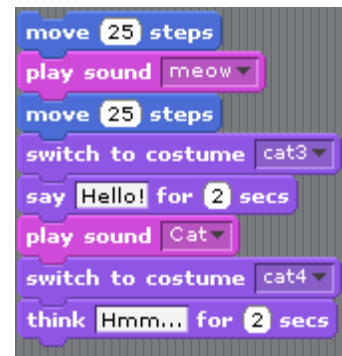 move 25 steps
play sound meow
move 25 steps
switch to costume cat3
say Hello! for 2 secs
play sound Cat
switch to costume cat4
think Hmm... for 2 secs